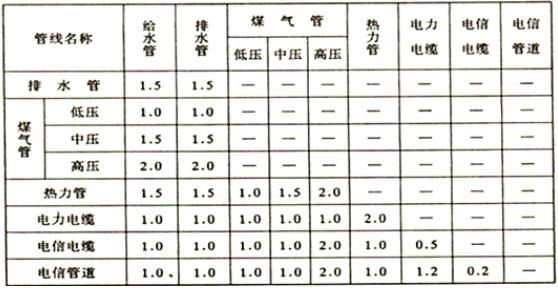 管线名称 给水管 排水管 煤气管 热力管 电力电缆 电信电缆 电信管道
低压 中压 高压
排水管 1.5 1.5 — — — — — — —
煤气管 低压 1.0 1.0 — — — — — — —
中压 1.5 1.5 — — — — — — —
高压 2.0 2.0 — — — — — — —
热力管 1.5 1.5 1.0 1.5 2.0 — — — —
电力电缆 1.0 1.0 1.0 1.0 1.0 2.0 — — —
电信电缆 1.0 1.0 1.0 1.0 2.0 1.0 0.5 — —
电信管道 1.0、 1.0 1.0 1.0 2.0 1.0 1.2 0.2 —